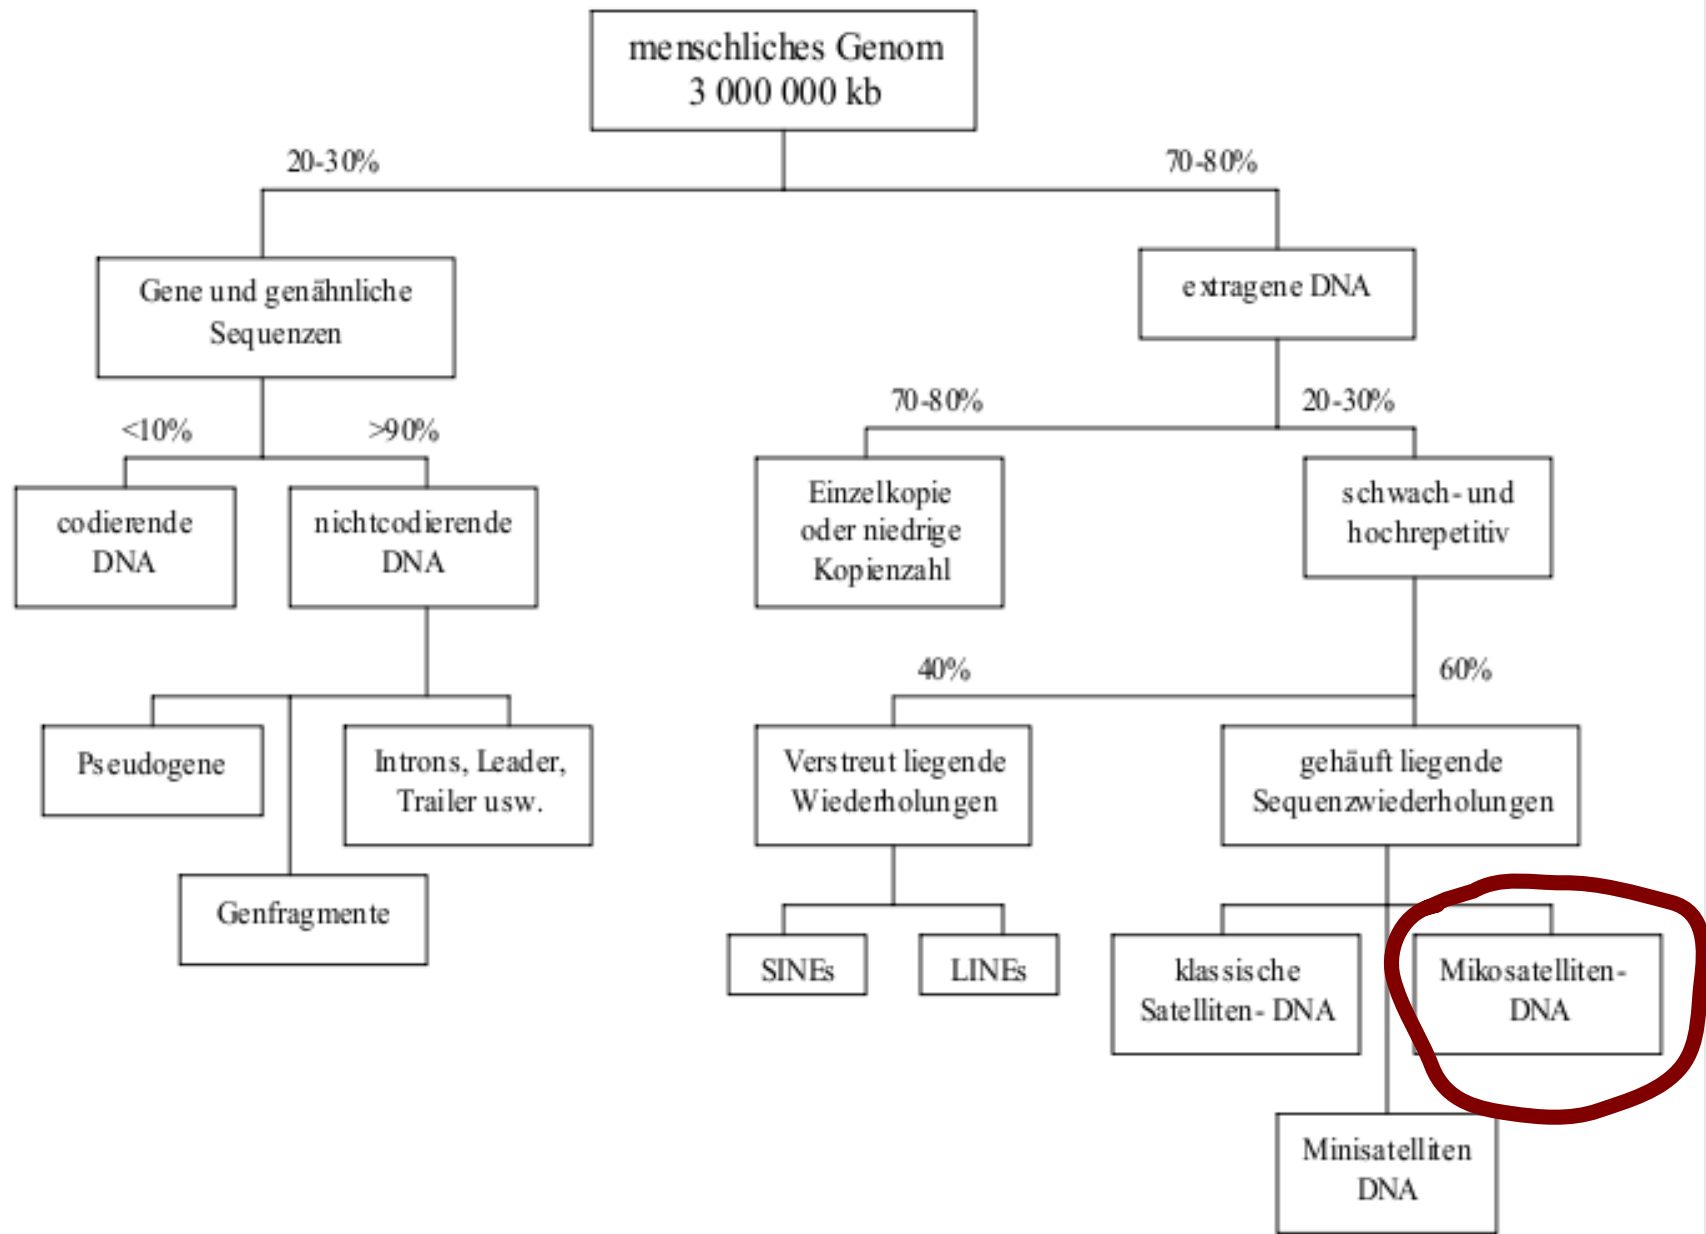 menschliches Genom
3 000 000 kb
20-30%
70-80%
Gene und genähnliche
Sequenzen
extragene DNA
<10%
>90%
70-80%
20-30%
codierende
DNA
nichtcodierende
DNA
Einzelkopie
oder niedrige
Kopienzahl
schwach- und
hochrepetitiv
40%
60%
Pseudogene
Introns, Leader,
Trailer usw.
Verstreut liegende
Wiederholungen
gehäuft liegende
Sequenzwiederholungen
Genfragmente
SINEs
LINEs
klassische
Satelliten- DNA
Mikosatelliten-
DNA
Minisatelliten
DNA